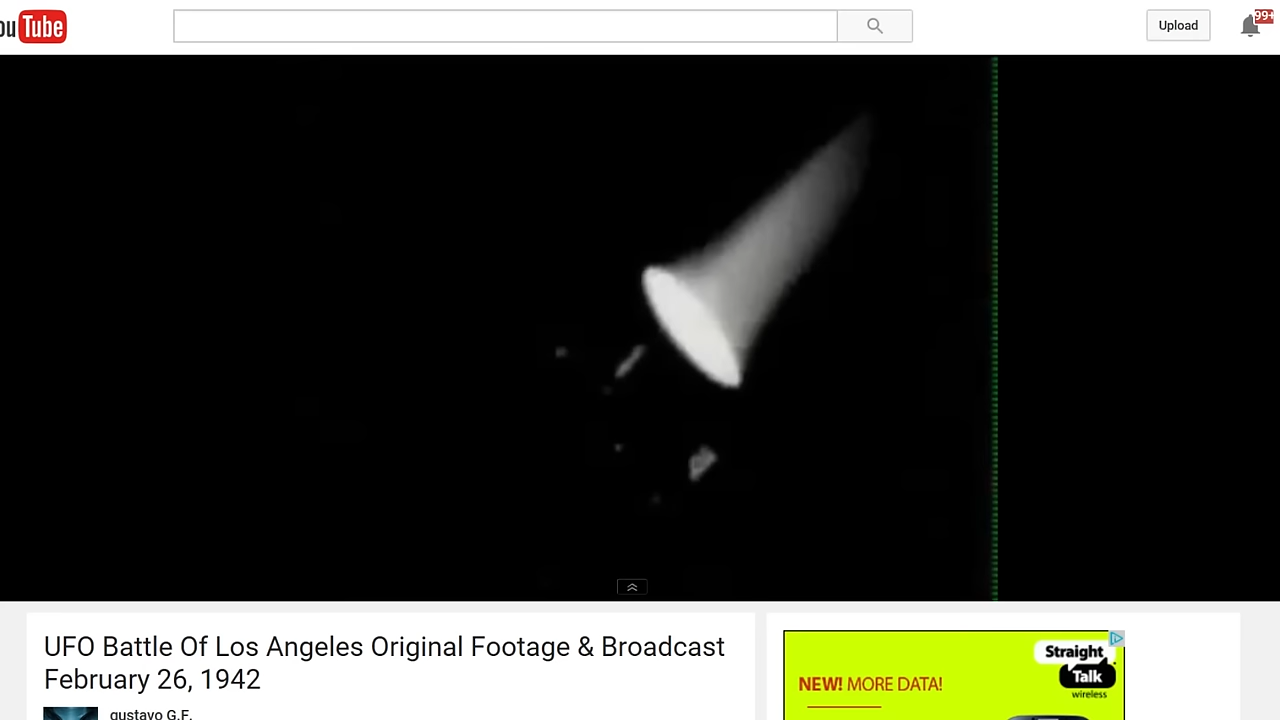 ou Tube
Upload
99+
UFO Battle Of Los Angeles Original Footage & Broadcast
February 26, 1942
gustavo G.F.
Straight
Talk
wireless
NEW! MORE DATA!